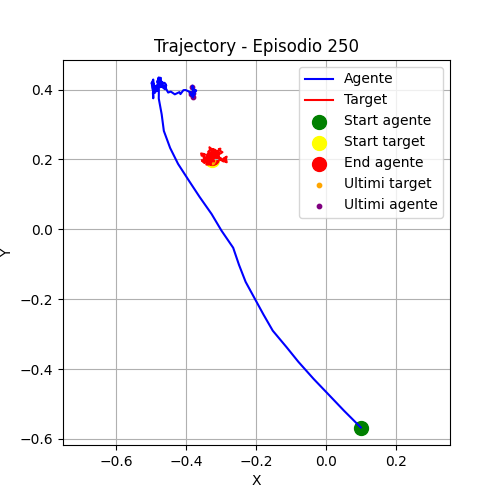 Trajectory - Episodio 250
Agente
Target
Start agente
Start target
End agente
Ultimi target
Ultimi agente
0.4
0.2
0.0
−0.2
−0.4
−0.6
Y
−0.6
−0.4
−0.2
0.0
0.2
X